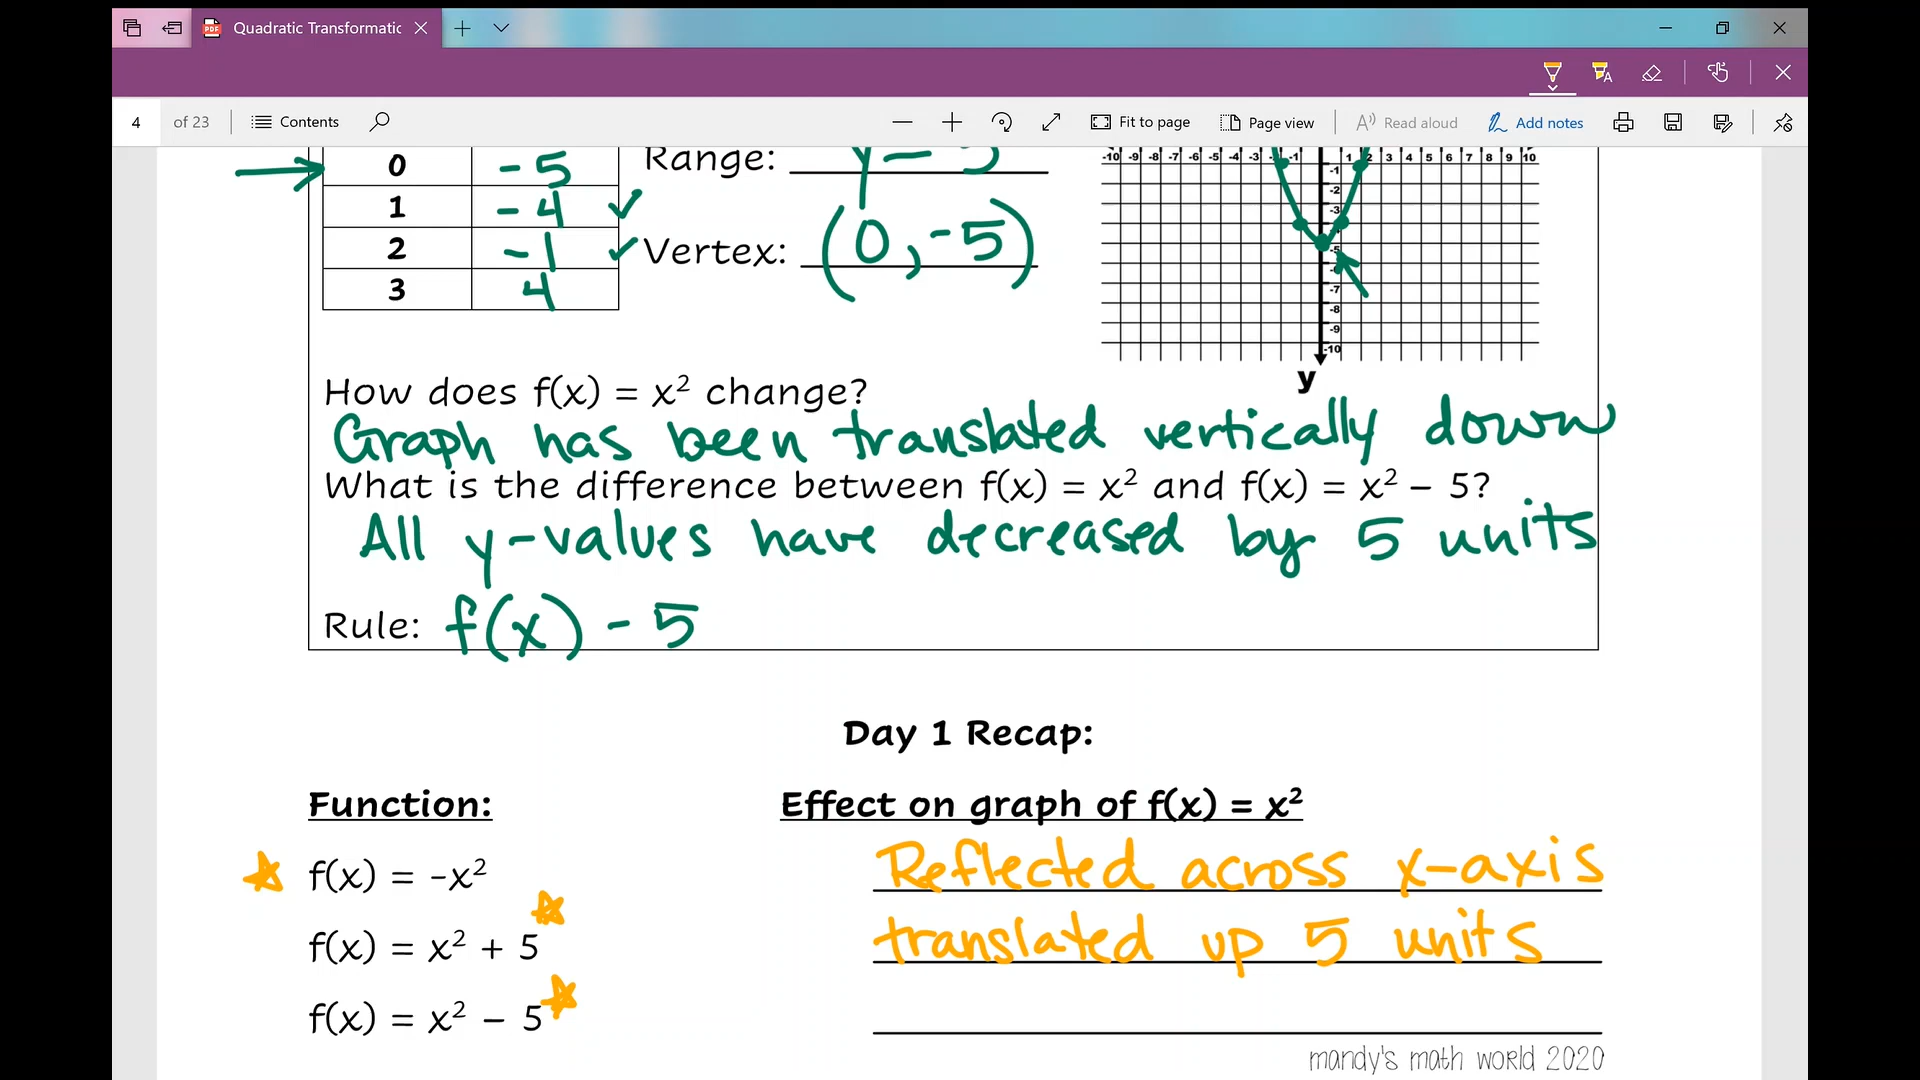 Quadratic Transformatic
4 of 23 Contents Fit to page Page view Read aloud Add notes
0 -5
1 -4
2 -1
3 4
Range:
Vertex: (0, -5)
-10 -9 -8 -7 -6 -5 -4 -3 -1 1 2 3 4 5 6 7 8 9 10
-1
-2
-3
-5
-7
-8
-9
-10
y
How does f(x) = x² change?
Graph has been translated vertically down
What is the difference between f(x) = x² and f(x) = x² – 5?
All y-values have decreased by 5 units
Rule: f(x) - 5
Day 1 Recap:
Function: Effect on graph of f(x) = x²
f(x) = -x² Reflected across x-axis
f(x) = x² + 5 translated up 5 units
f(x) = x² – 5
mandy's math world 2020